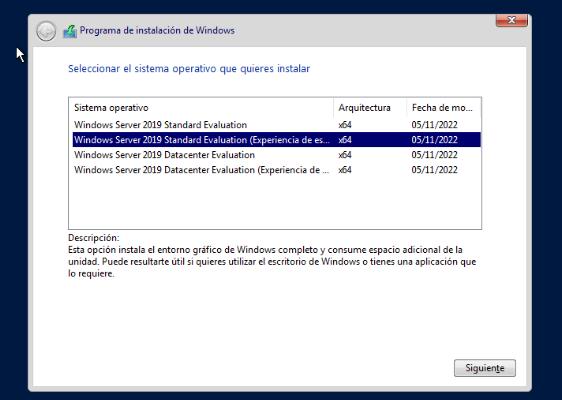 Programa de instalación de Windows
Seleccionar el sistema operativo que quieres instalar
Sistema operativo Arquitectura Fecha de mo...
Windows Server 2019 Standard Evaluation x64 05/11/2022
Windows Server 2019 Standard Evaluation (Experiencia de es... x64 05/11/2022
Windows Server 2019 Datacenter Evaluation x64 05/11/2022
Windows Server 2019 Datacenter Evaluation (Experiencia de ... x64 05/11/2022
Descripción:
Esta opción instala el entorno gráfico de Windows completo y consume espacio adicional de la
unidad. Puede resultarte útil si quieres utilizar el escritorio de Windows o tienes una aplicación que
lo requiere.
Siguiente